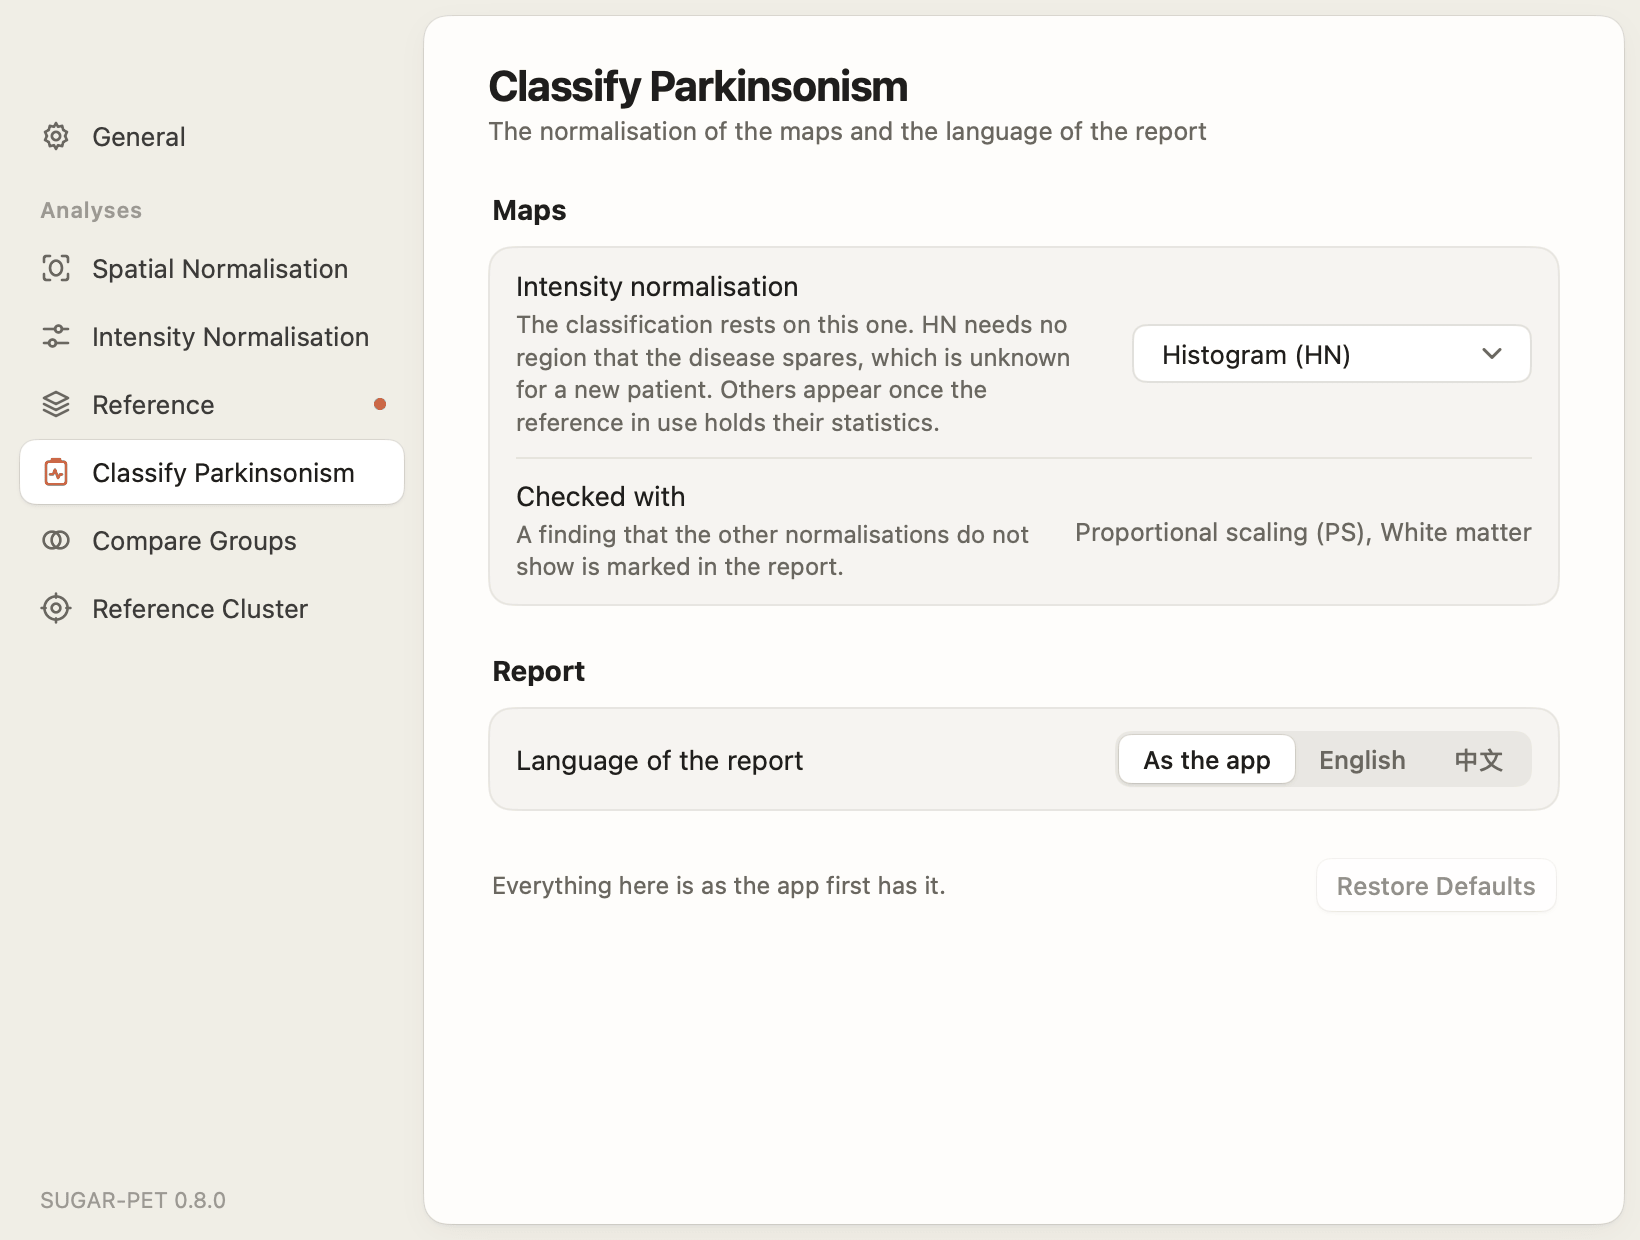 General
Analyses
Spatial Normalisation
Intensity Normalisation
Reference
Classify Parkinsonism
Compare Groups
Reference Cluster
SUGAR-PET 0.8.0
Classify Parkinsonism
The normalisation of the maps and the language of the report
Maps
Intensity normalisation
The classification rests on this one. HN needs no
region that the disease spares, which is unknown
for a new patient. Others appear once the
reference in use holds their statistics.
Histogram (HN)
Checked with
A finding that the other normalisations do not
show is marked in the report.
Proportional scaling (PS), White matter
Report
Language of the report
As the app English 中文
Everything here is as the app first has it.
Restore Defaults